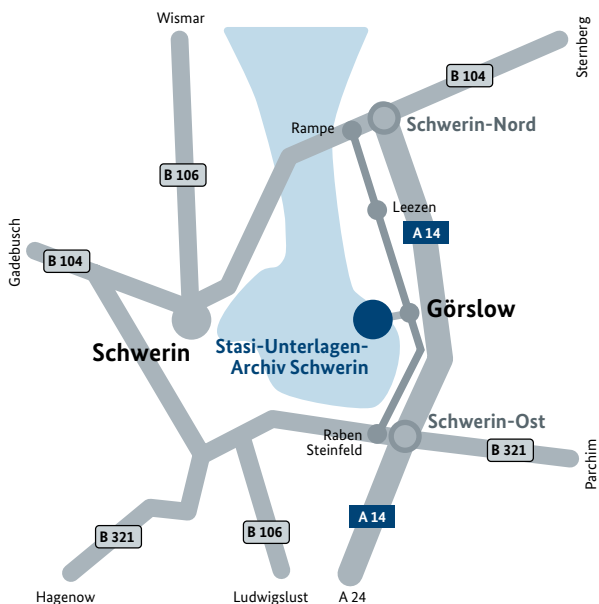 Wismar
Sternberg
B 104
Schwerin-Nord
Rampe
B 106
Leezen
A 14
Gadebusch
B 104
Görslow
Schwerin
Stasi-Unterlagen-
Archiv Schwerin
Schwerin-Ost
Raben
Steinfeld
B 321
Parchim
A 14
B 321
B 106
Hagenow
Ludwigslust
A 24